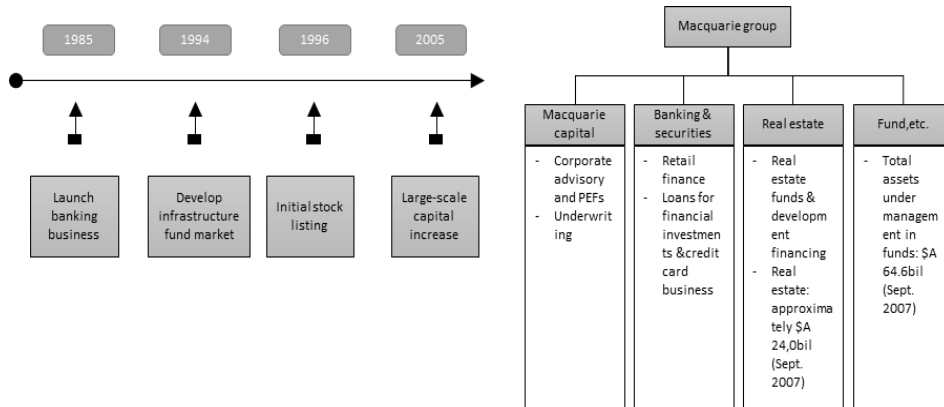 1985
1994
1996
2005
Launch
banking
business
Develop
infrastructure
fund market
Initial stock
listing
Large-scale
capital
increase
Macquarie group
Macquarie
capital
- Corporate
advisory
and PEFs
- Underwrit
ing
Banking &
securities
- Retail
finance
- Loans for
financial
investmen
ts &credit
card
business
Real estate
- Real
estate
funds &
developm
ent
financing
- Real
estate:
approxima
tely $A
24,0bil
(Sept.
2007)
Fund,etc.
- Total
assets
under
managem
ent in
funds: $A
64.6bil
(Sept.
2007)